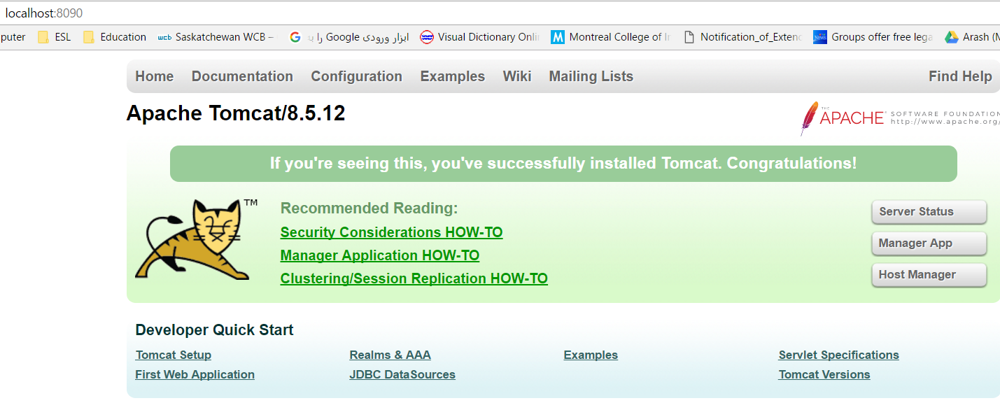 localhost:8090
puter ESL Education wcb Saskatchewan WCB – G ابزار ورودی Google را Visual Dictionary Onli M Montreal College of I Notification_of_Extenc NEWS Groups offer free lega Arash (M
Home Documentation Configuration Examples Wiki Mailing Lists Find Help
Apache Tomcat/8.5.12
THE APACHE SOFTWARE FOUNDATION
http://www.apache.org/
If you're seeing this, you've successfully installed Tomcat. Congratulations!
TM
Recommended Reading:
Security Considerations HOW-TO
Manager Application HOW-TO
Clustering/Session Replication HOW-TO
Server Status
Manager App
Host Manager
Developer Quick Start
Tomcat Setup Realms & AAA Examples Servlet Specifications
First Web Application JDBC DataSources Tomcat Versions